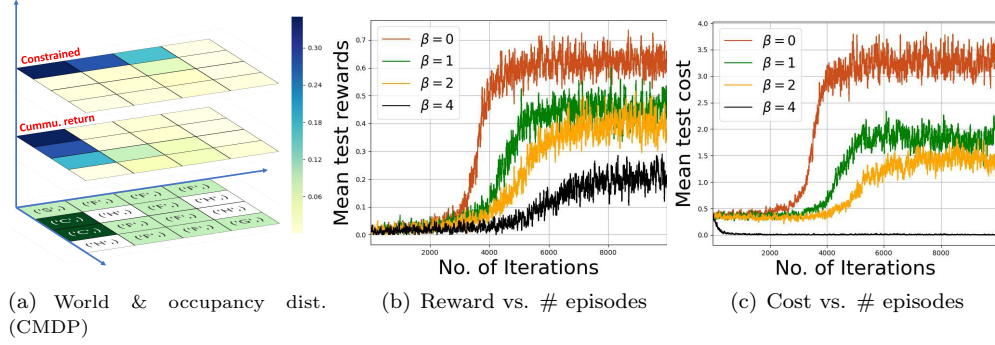 Constrained
Cummu. return
('S',) ('F',) ('F',) ('F',)
('C',) ('H',) ('F',) ('H',)
('C',) ('F',) ('F',) ('H',)
('H',) ('F',) ('F',) ('G',)
0.30
0.24
0.18
0.12
0.06
Mean test rewards
0.7
0.6
0.5
0.4
0.3
0.2
0.1
0.0
β = 0
β = 1
β = 2
β = 4
2000 4000 6000 8000
No. of Iterations
Mean test cost
4.0
3.5
3.0
2.5
2.0
1.5
1.0
0.5
0.0
β = 0
β = 1
β = 2
β = 4
2000 4000 6000 8000
No. of Iterations
(a) World & occupancy dist.
(CMDP)
(b) Reward vs. # episodes
(c) Cost vs. # episodes